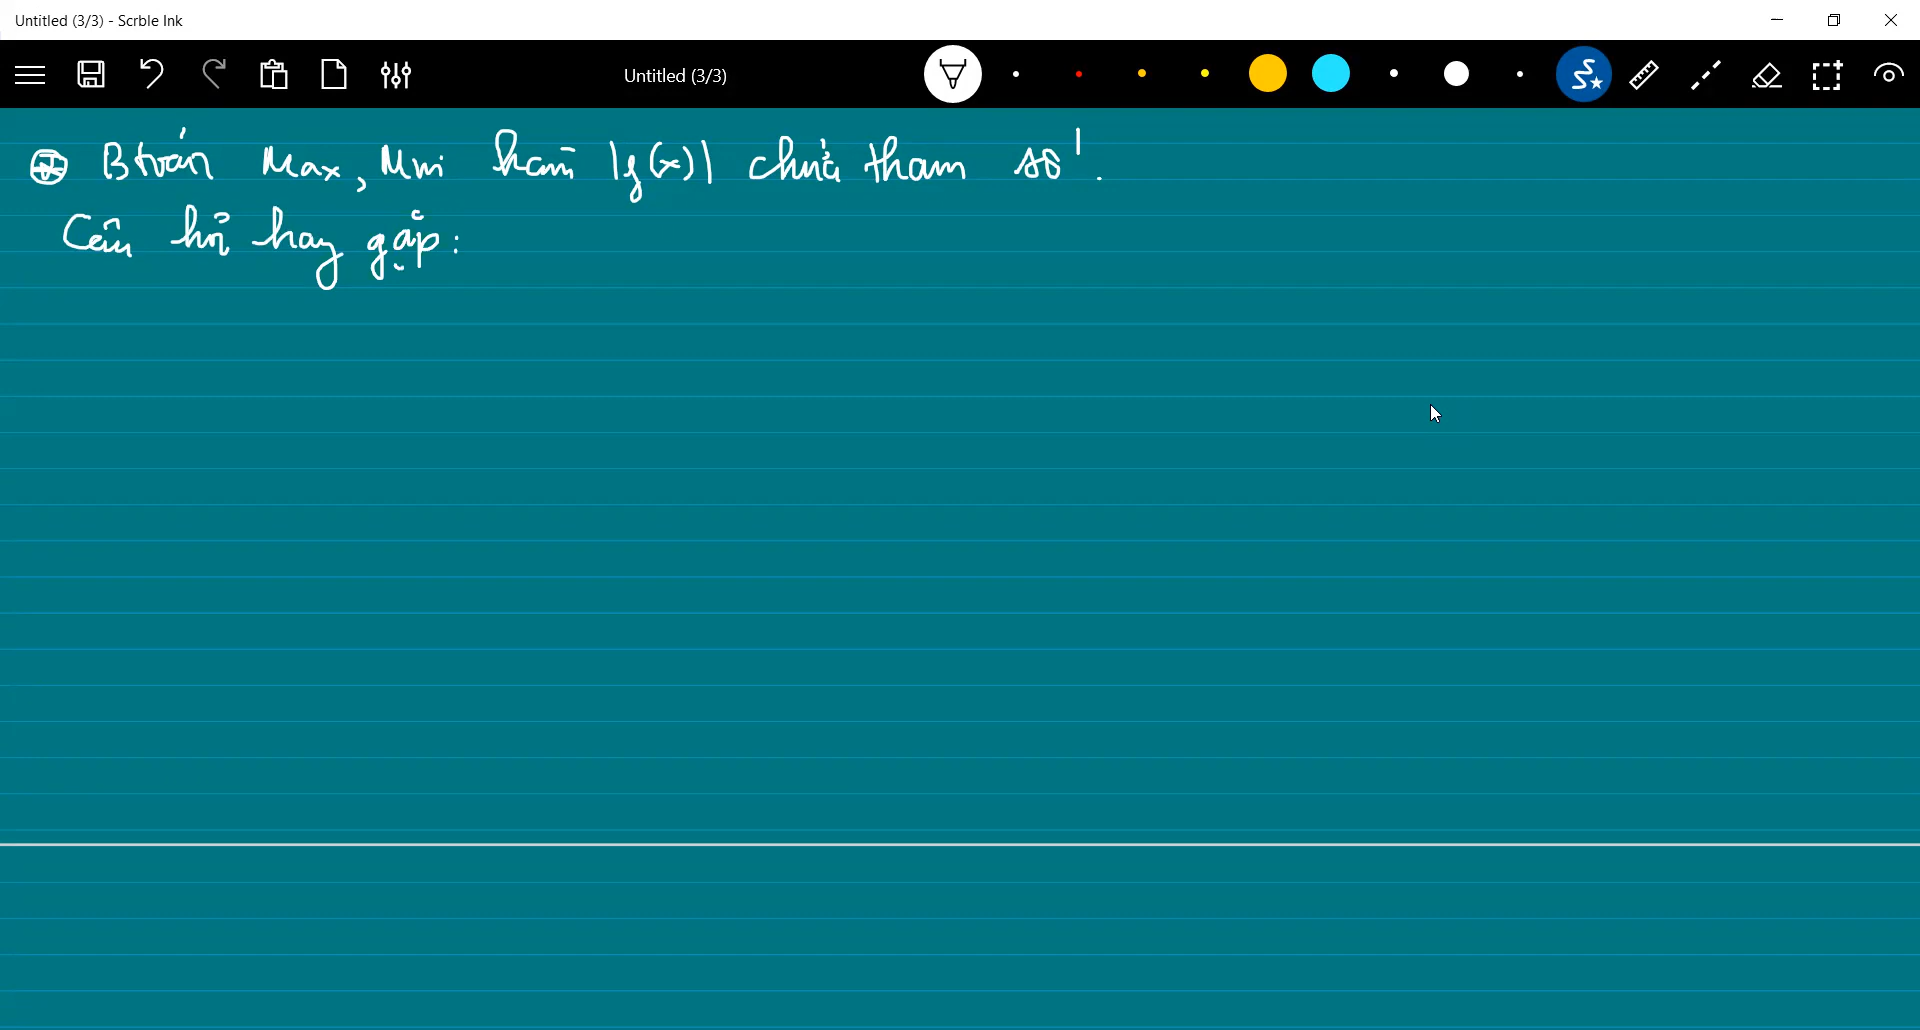 Untitled (3/3) - Scrble Ink
Untitled (3/3)
Btoán Max, Min hàm |f(x)| chứa tham số.
Câu hỏi hay gặp: